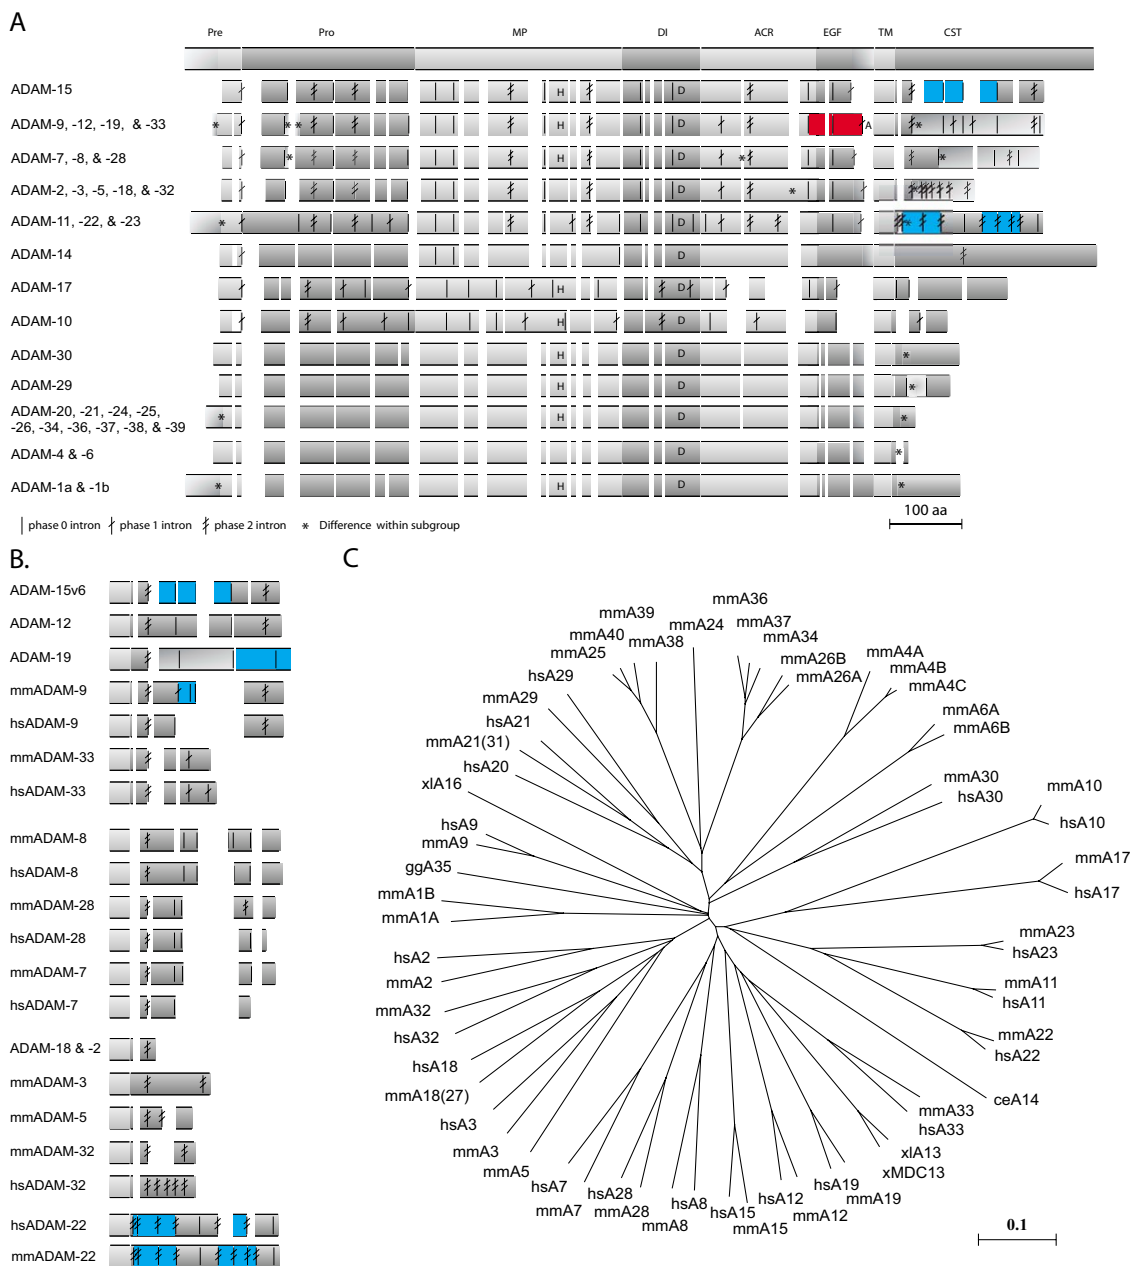 A
Pre Pro MP DI ACR EGF TM CST
ADAM-15 H D
ADAM-9, -12, -19, & -33 * * * H D A *
ADAM-7, -8, & -28 * H D * *
ADAM-2, -3, -5, -18, & -32 H D * *
ADAM-11, -22, & -23 * D *
ADAM-14 D
ADAM-17 H D
ADAM-10 H D
ADAM-30 H D *
ADAM-29 H D *
ADAM-20, -21, -24, -25,
-26, -34, -36, -37, -38, & -39 * H D *
ADAM-4 & -6 H D *
ADAM-1a & -1b * H D *
100 aa
phase 0 intron phase 1 intron phase 2 intron * Difference within subgroup
B.
ADAM-15v6
ADAM-12
ADAM-19
mmADAM-9
hsADAM-9
mmADAM-33
hsADAM-33
mmADAM-8
hsADAM-8
mmADAM-28
hsADAM-28
mmADAM-7
hsADAM-7
ADAM-18 & -2
mmADAM-3
mmADAM-5
mmADAM-32
hsADAM-32
hsADAM-22
mmADAM-22
C
mmA36
mmA39
mmA24
mmA37
mmA40
mmA38
mmA34
mmA25
mmA26B
mmA4A
hsA29
mmA26A
mmA4B
mmA29
mmA4C
hsA21
mmA6A
mmA21(31)
mmA6B
hsA20
xlA16
mmA30
mmA10
hsA30
hsA9
hsA10
mmA9
mmA17
ggA35
hsA17
mmA1B
mmA1A
mmA23
hsA23
hsA2
mmA2
mmA11
hsA11
mmA32
mmA22
hsA32
hsA22
hsA18
mmA18(27)
ceA14
mmA33
hsA3
hsA33
mmA3
xlA13
mmA5
xMDC13
hsA7
hsA28
hsA19
mmA7
mmA28
hsA8
hsA12
mmA19
mmA8
hsA15
mmA12
mmA15
0.1